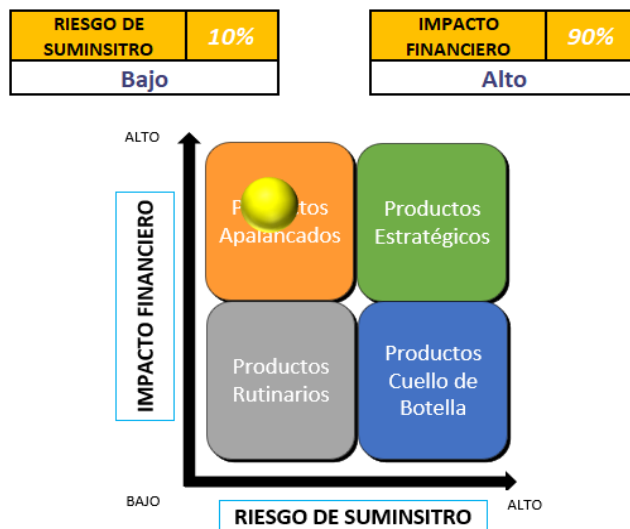 RIESGO DE
SUMINSITRO
10%
Bajo
IMPACTO
FINANCIERO
90%
Alto
ALTO
IMPACTO FINANCIERO
Apalancados
Productos
Estratégicos
Productos
Rutinarios
Productos
Cuello de
Botella
BAJO
RIESGO DE SUMINSITRO
ALTO